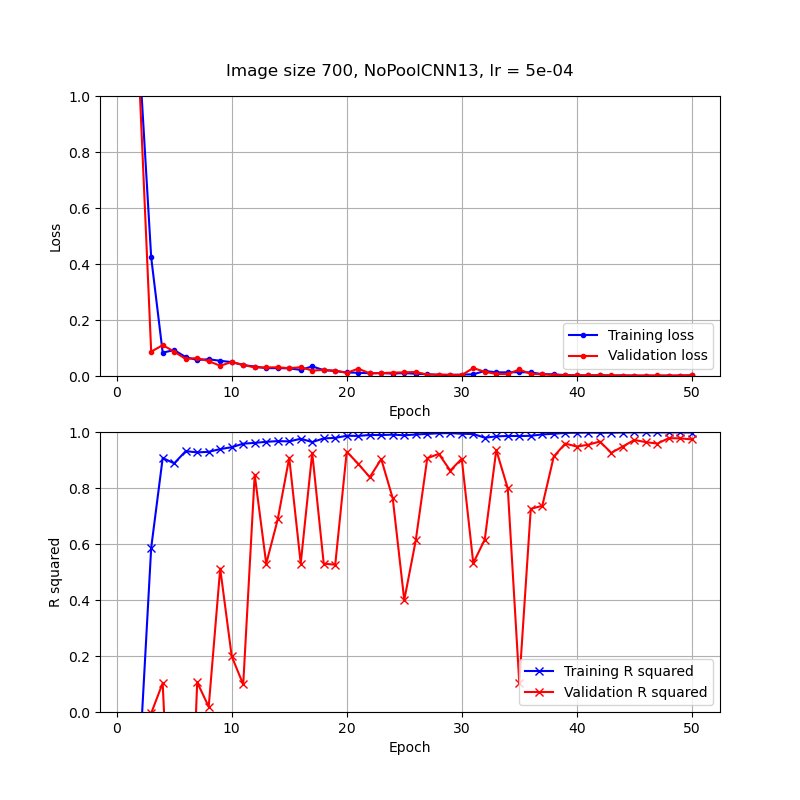 Image size 700, NoPoolCNN13, lr = 5e-04
1.0
0.8
0.6
0.4
0.2
0.0
Loss
Training loss
Validation loss
0 10 20 30 40 50
Epoch
1.0
0.8
0.6
0.4
0.2
0.0
R squared
Training R squared
Validation R squared
0 10 20 30 40 50
Epoch